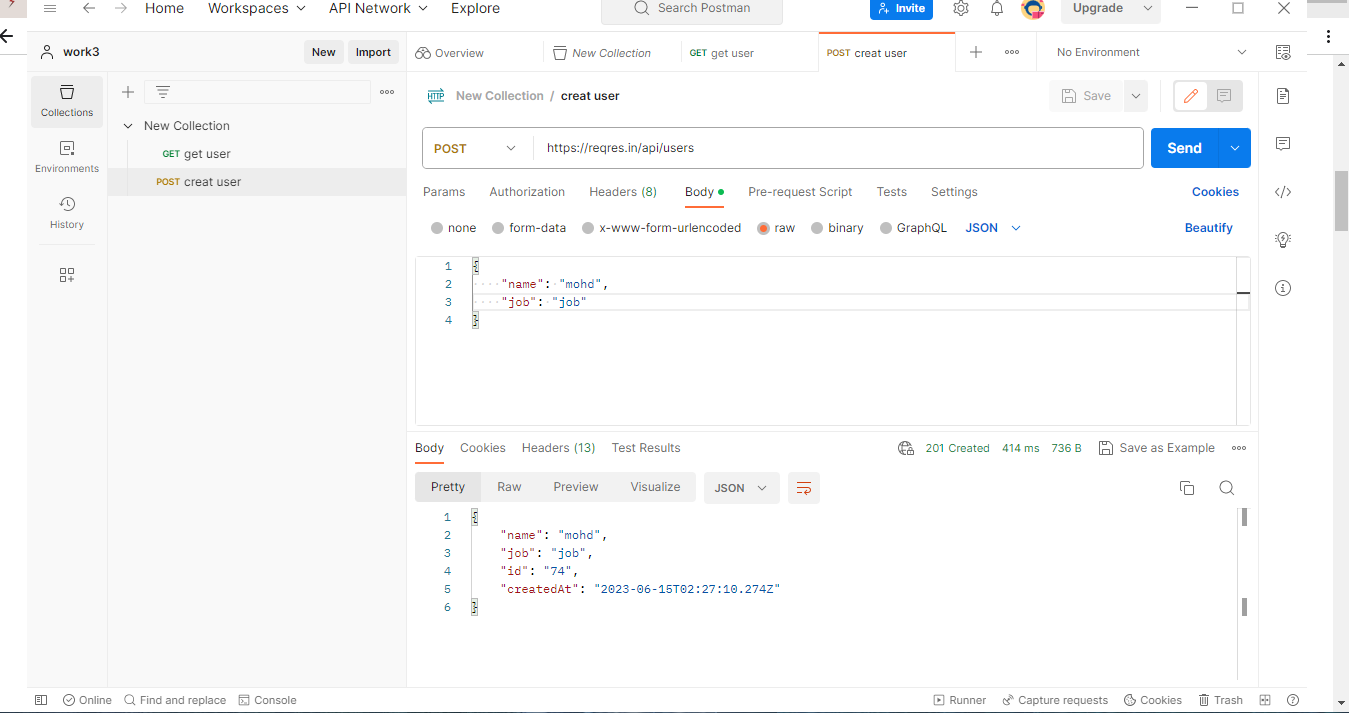 Home Workspaces API Network Explore Search Postman Invite Upgrade
work3 New Import Overview New Collection GET get user POST creat user No Environment
Collections
New Collection / creat user Save
New Collection
GET get user
POST creat user
Environments
History
POST https://reqres.in/api/users Send
Params Authorization Headers (8) Body Pre-request Script Tests Settings Cookies
none form-data x-www-form-urlencoded raw binary GraphQL JSON Beautify
1 {
2 ····"name":·"mohd",
3 ····"job":·"job"
4 }
Body Cookies Headers (13) Test Results 201 Created 414 ms 736 B Save as Example
Pretty Raw Preview Visualize JSON
1 {
2 "name": "mohd",
3 "job": "job",
4 "id": "74",
5 "createdAt": "2023-06-15T02:27:10.274Z"
6 }
Online Find and replace Console Runner Capture requests Cookies Trash